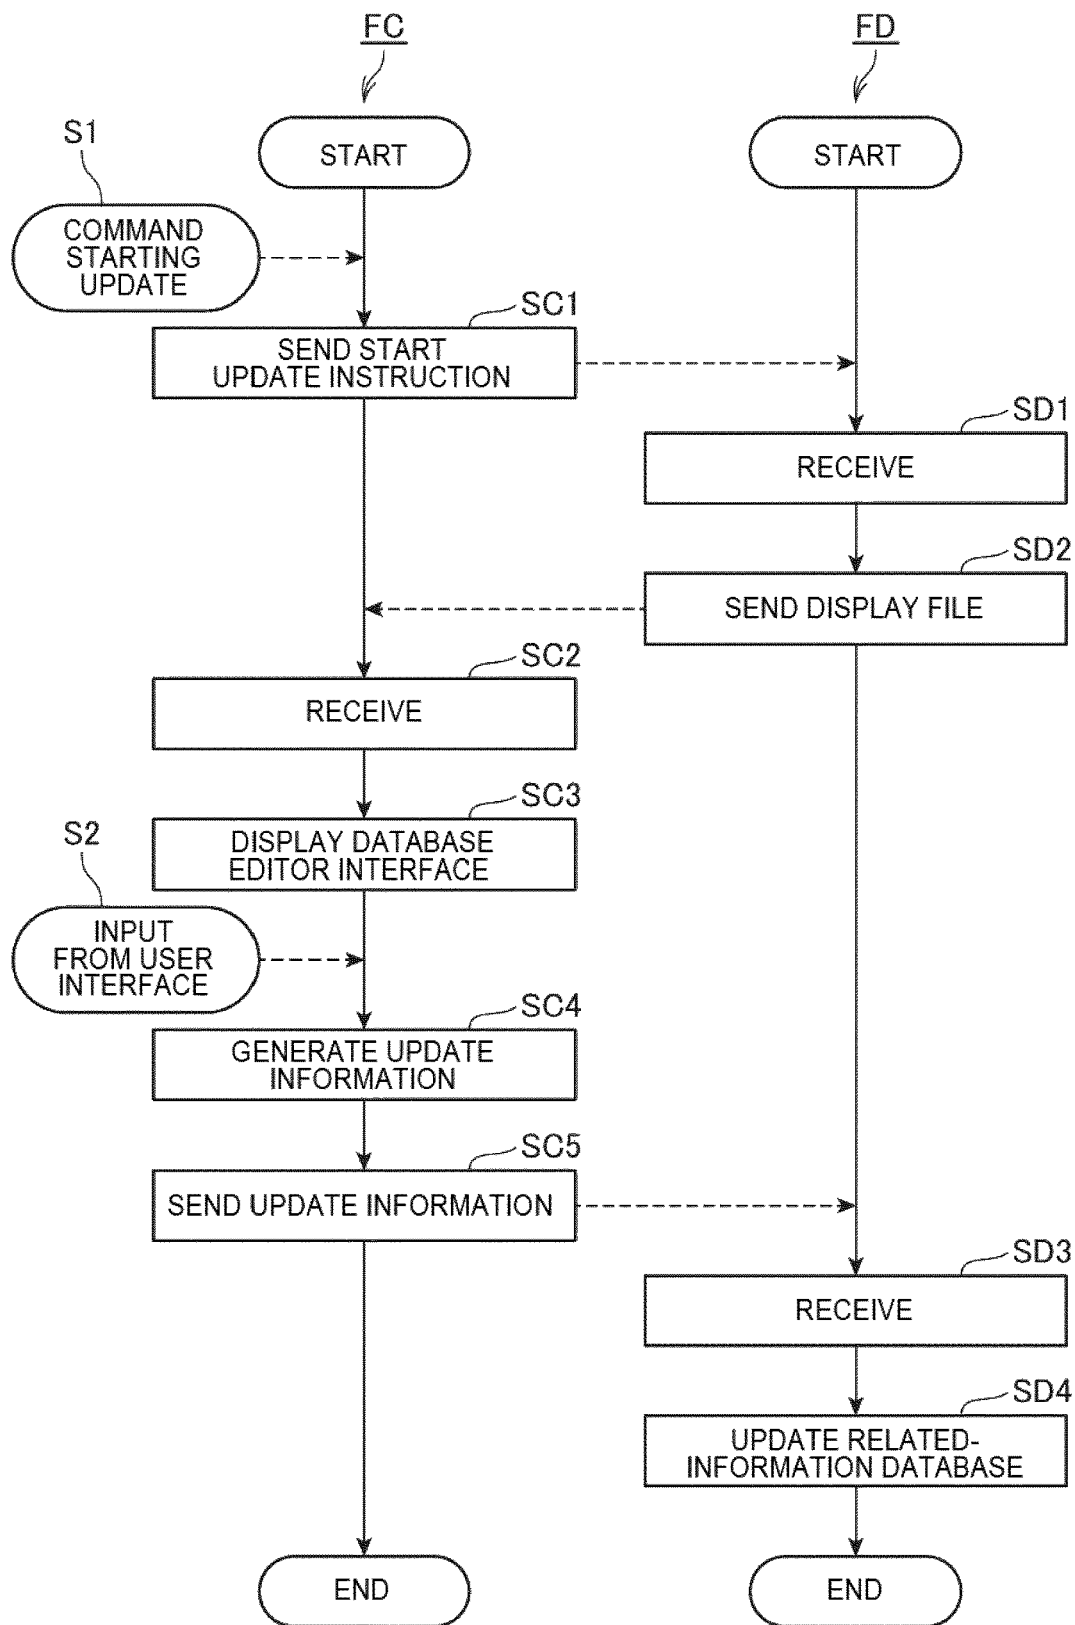 FC
FD
S1
START
START
COMMAND
STARTING
UPDATE
SC1
SEND START
UPDATE INSTRUCTION
SD1
RECEIVE
SD2
SEND DISPLAY FILE
SC2
RECEIVE
SC3
S2
DISPLAY DATABASE
EDITOR INTERFACE
INPUT
FROM USER
INTERFACE
SC4
GENERATE UPDATE
INFORMATION
SC5
SEND UPDATE INFORMATION
SD3
RECEIVE
SD4
UPDATE RELATED-
INFORMATION DATABASE
END
END